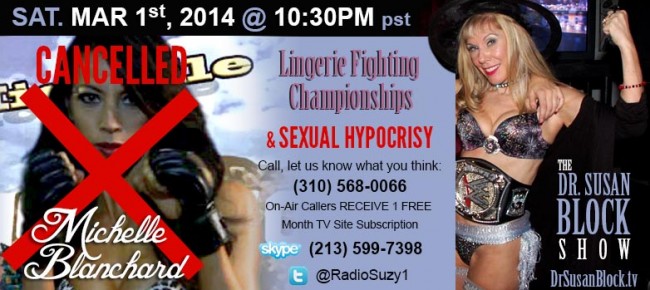 SAT. MAR 1st, 2014 @ 10:30PM pst
CANCELLED
Michelle
Blanchard
Lingerie Fighting
Championships
& SEXUAL HYPOCRISY
Call, let us know what you think:
(310) 568-0066
On-Air Callers RECEIVE 1 FREE
Month TV Site Subscription
skype (213) 599-7398
@RadioSuzy1
THE
DR. SUSAN
BLOCK
SHOW
DrSusanBlock.tv